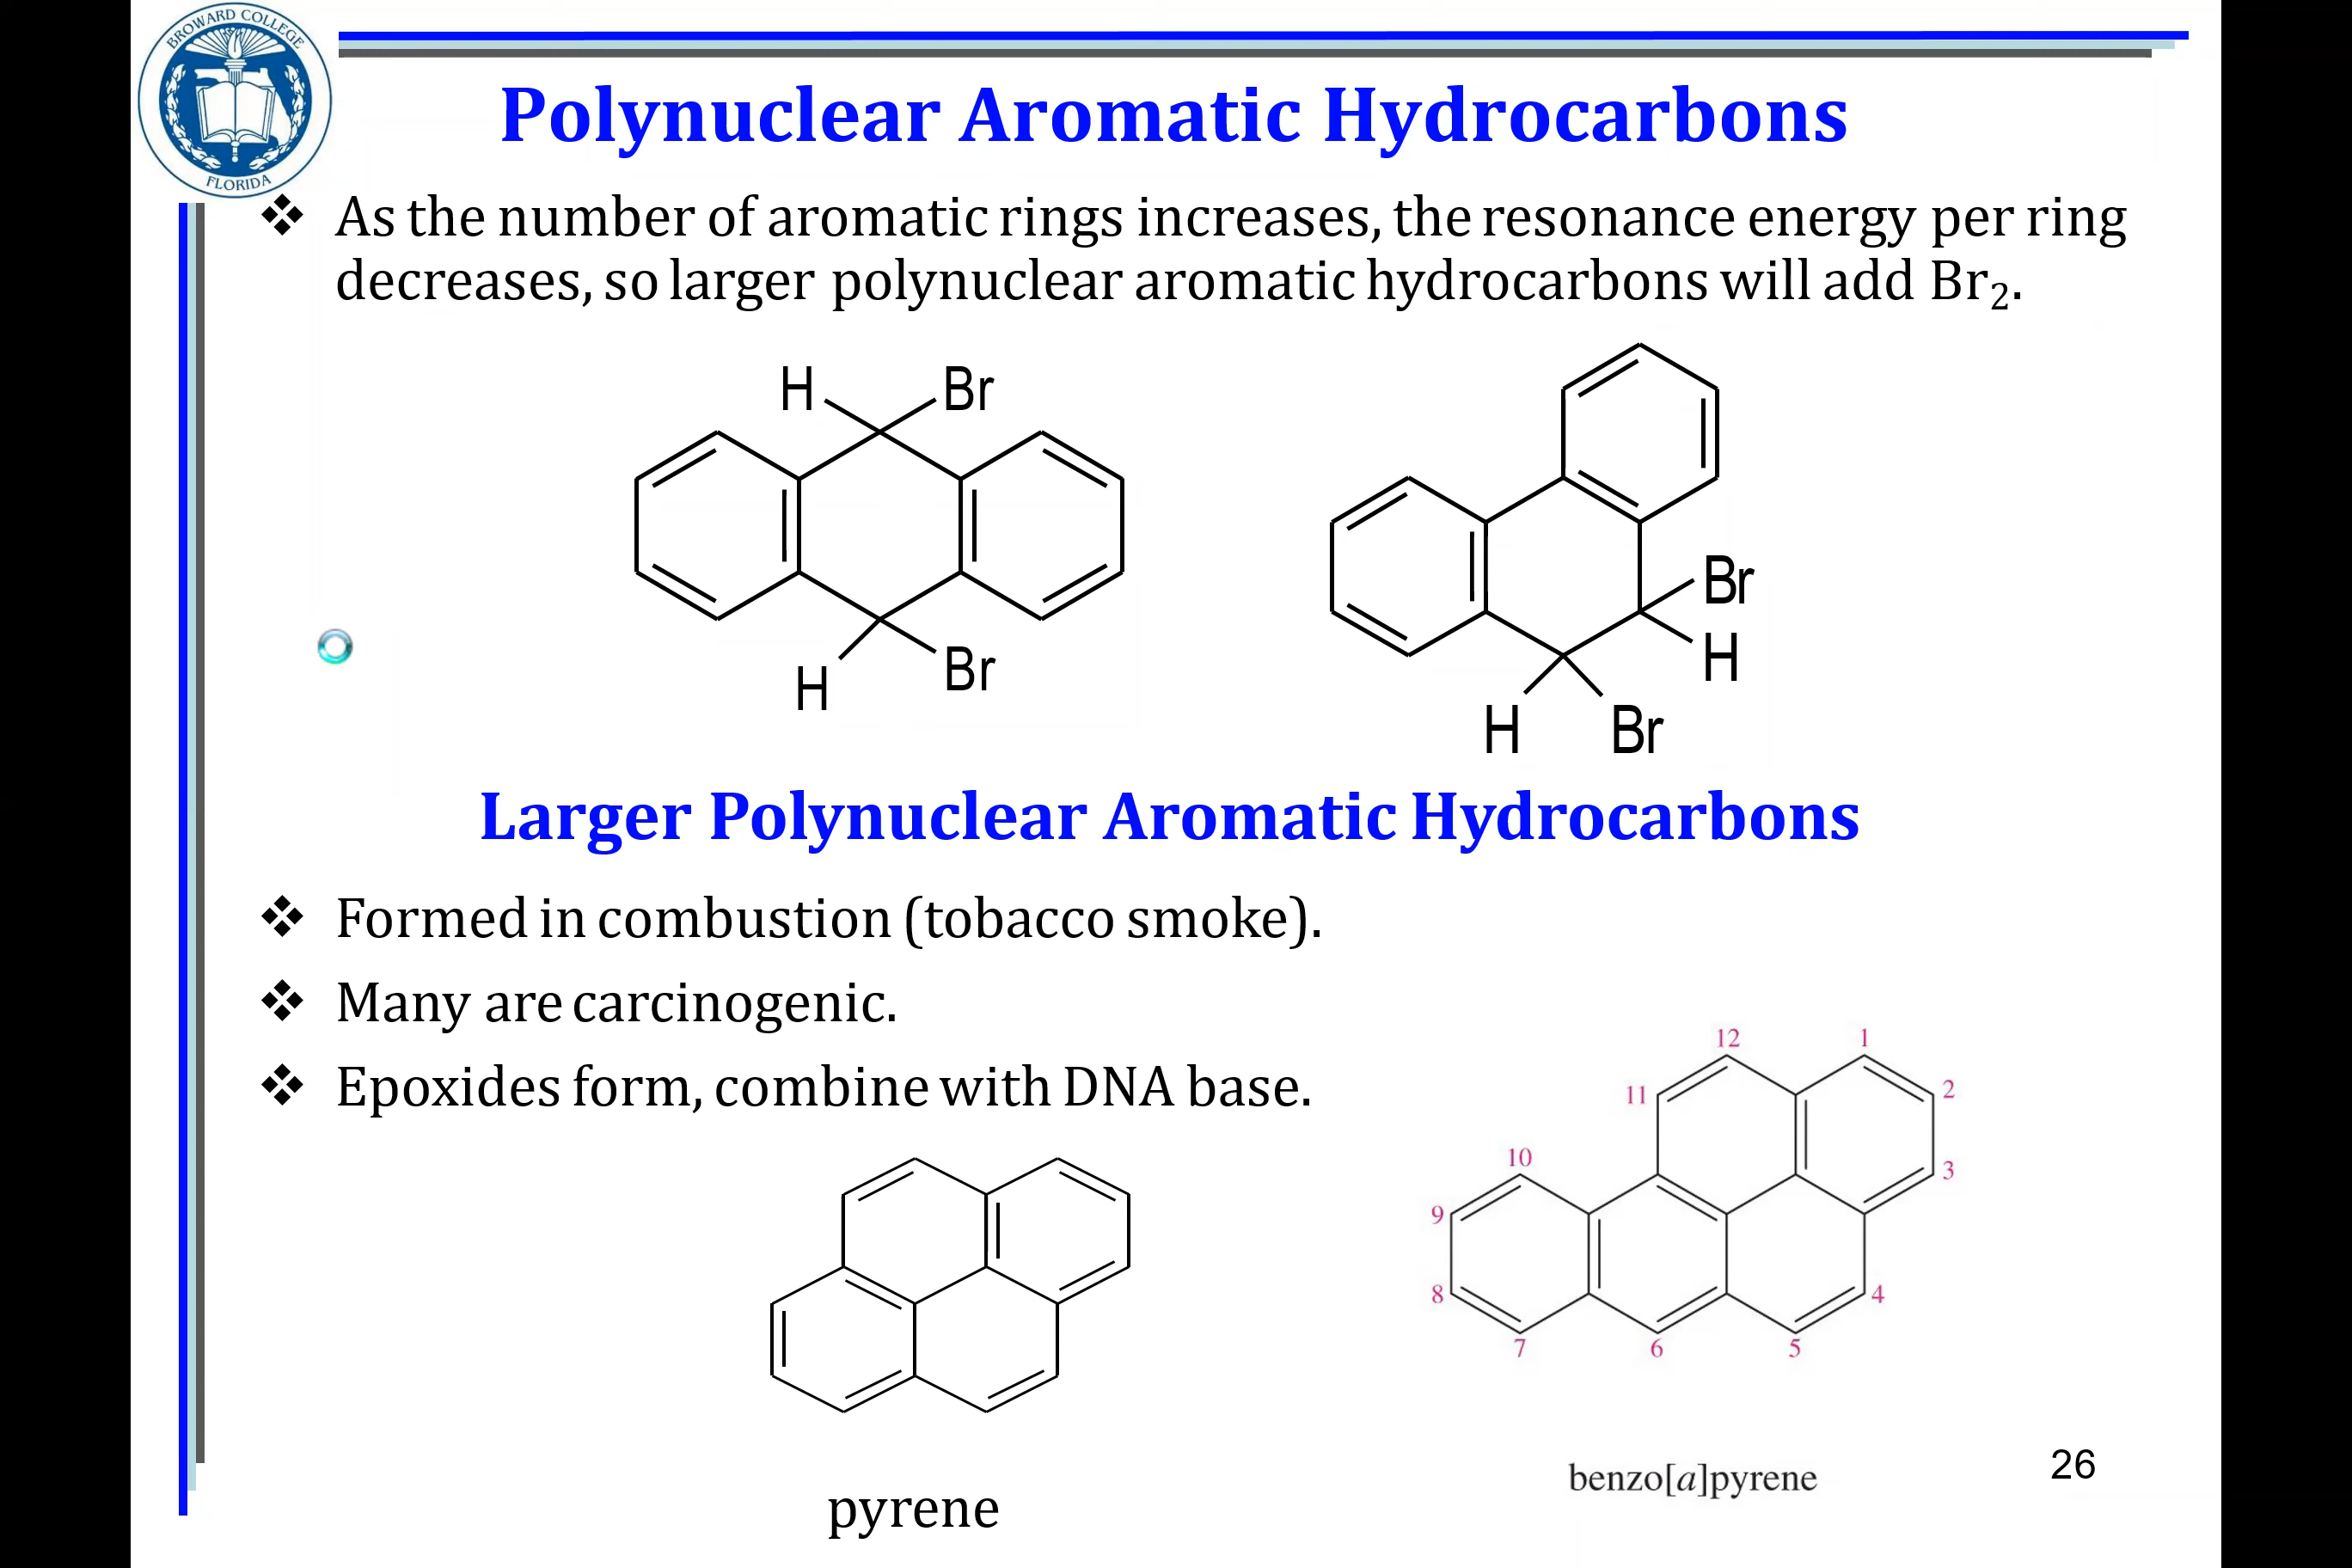 BROWARD COLLEGE
FLORIDA
Polynuclear Aromatic Hydrocarbons
❖ As the number of aromatic rings increases, the resonance energy per ring
decreases, so larger polynuclear aromatic hydrocarbons will add Br₂.
H Br
H Br
Br
H
H Br
Larger Polynuclear Aromatic Hydrocarbons
❖ Formed in combustion (tobacco smoke).
❖ Many are carcinogenic.
❖ Epoxides form, combine with DNA base.
12 1
11 2
10 3
9
8 4
7 6 5
pyrene
benzo[a]pyrene
26